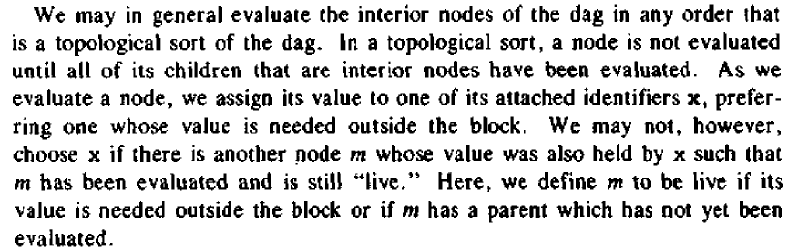 We may in general evaluate the interior nodes of the dag in any order that
is a topological sort of the dag. In a topological sort, a node is not evaluated
until all of its children that are interior nodes have been evaluated. As we
evaluate a node, we assign its value to one of its attached identifiers x, prefer-
ring one whose value is needed outside the block. We may not, however,
choose x if there is another node m whose value was also held by x such that
m has been evaluated and is still “live.” Here, we define m to be live if its
value is needed outside the block or if m has a parent which has not yet been
evaluated.